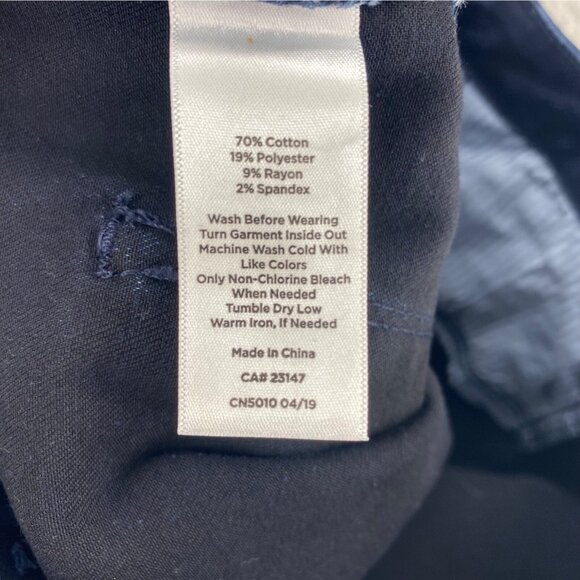 70% Cotton
19% Polyester
9% Rayon
2% Spandex
Wash Before Wearing
Turn Garment Inside Out
Machine Wash Cold With
Like Colors
Only Non-Chlorine Bleach
When Needed
Tumble Dry Low
Warm Iron, If Needed
Made In China
CA# 23147
CN5010 04/19